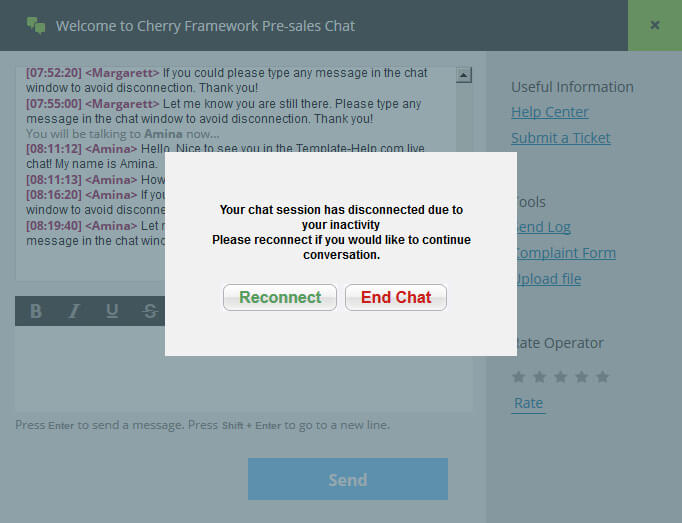 Welcome to Cherry Framework Pre-sales Chat
×
[07:52:20] <Margarett> If you could please type any message in the chat
window to avoid disconnection. Thank you!
[07:55:00] <Margarett> Let me know you are still there. Please type any
message in the chat window to avoid disconnection. Thank you!
You will be talking to Amina now...
[08:11:12] <Amina> Hello. Nice to see you in the Template-Help.com live
chat! My name is Amina.
[08:11:13] <Amina> How
[08:16:20] <Amina> If you
window to avoid disconne
[08:19:40] <Amina> Let
message in the chat wind
Your chat session has disconnected due to
your inactivity
Please reconnect if you would like to continue
conversation.
Reconnect End Chat
B I U S
Press Enter to send a message. Press Shift + Enter to go to a new line.
Send
Useful Information
Help Center
Submit a Ticket
Tools
Send Log
Complaint Form
Upload file
Rate Operator
Rate